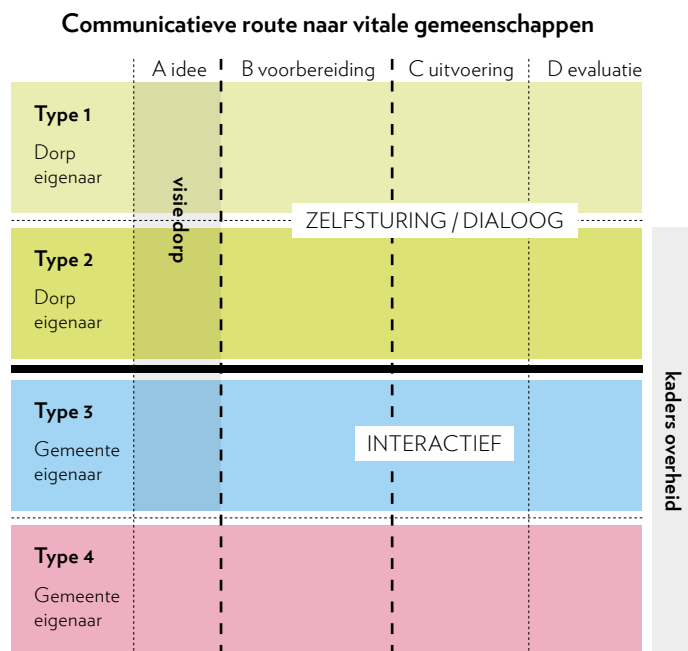 Communicatieve route naar vitale gemeenschappen
A idee
B voorbereiding
C uitvoering
D evaluatie
Type 1
Dorp
eigenaar
visie dorp
ZELFSTURING / DIALOOG
Type 2
Dorp
eigenaar
Type 3
Gemeente
eigenaar
INTERACTIEF
kaders overheid
Type 4
Gemeente
eigenaar